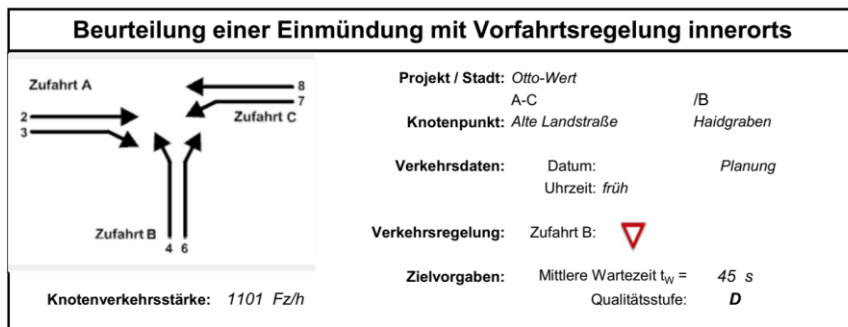 Beurteilung einer Einmündung mit Vorfahrtsregelung innerorts
Zufahrt A
8
7
Zufahrt C
2
3
Zufahrt B
4 6
Knotenverkehrsstärke: 1101 Fz/h
Projekt / Stadt: Otto-Wert
A-C /B
Knotenpunkt: Alte Landstraße Haidgraben
Verkehrsdaten: Datum: Planung
Uhrzeit: früh
Verkehrsregelung: Zufahrt B:
Zielvorgaben: Mittlere Wartezeit tW = 45 s
Qualitätsstufe: D